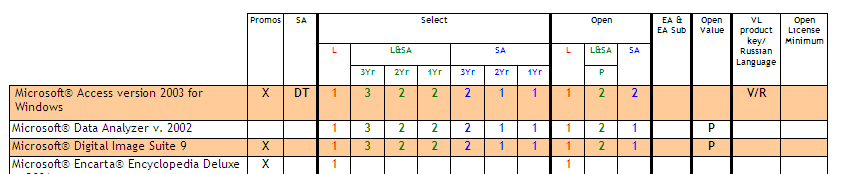 Promos SA Select Open EA & EA Sub Open Value VL product key/ Russian Language Open License Minimum
L L&SA SA L L&SA SA
3Yr 2Yr 1Yr 3Yr 2Yr 1Yr P
Microsoft® Access version 2003 for Windows X DT 1 3 2 2 2 1 1 1 2 2 V/R
Microsoft® Data Analyzer v. 2002 1 3 2 2 2 1 1 1 2 1 P
Microsoft® Digital Image Suite 9 X 1 3 2 2 2 1 1 1 2 1 P
Microsoft® Encarta® Encyclopedia Deluxe X 1 1